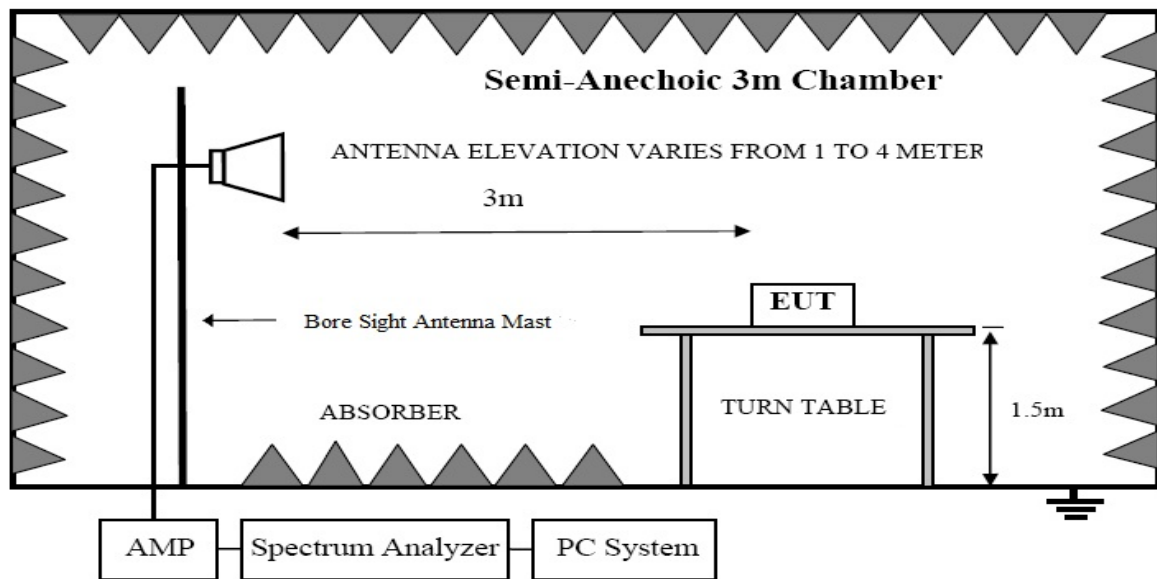 Semi-Anechoic 3m Chamber
ANTENNA ELEVATION VARIES FROM 1 TO 4 METER
3m
EUT
Bore Sight Antenna Mast
ABSORBER
TURN TABLE
1.5m
AMP
Spectrum Analyzer
PC System